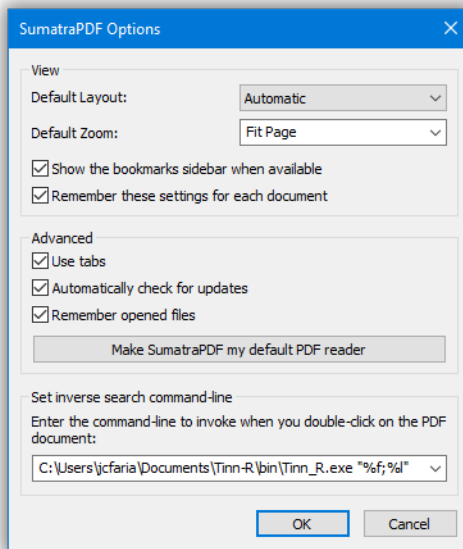 SumatraPDF Options
View
Default Layout:
Automatic
Default Zoom:
Fit Page
Show the bookmarks sidebar when available
Remember these settings for each document
Advanced
Use tabs
Automatically check for updates
Remember opened files
Make SumatraPDF my default PDF reader
Set inverse search command-line
Enter the command-line to invoke when you double-click on the PDF
document:
C:\Users\jcfaria\Documents\Tinn-R\bin\Tinn_R.exe "%f;%l"
OK
Cancel